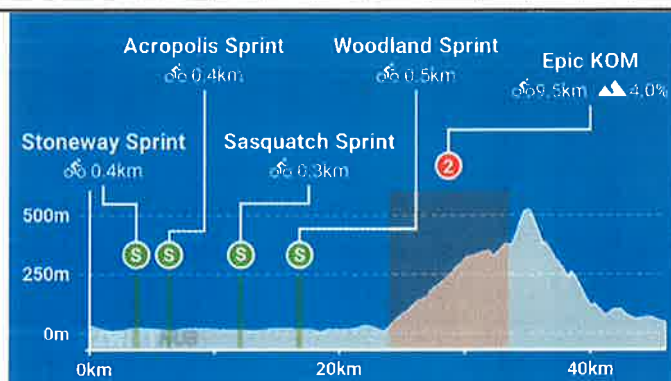 Acropolis Sprint
0.4km
Woodland Sprint
0.5km
Epic KOM
9.5km 4.0%
Stoneway Sprint
0.4km
Sasquatch Sprint
0.3km
2
500m
250m
0m
S
S
S
S
0km
20km
40km